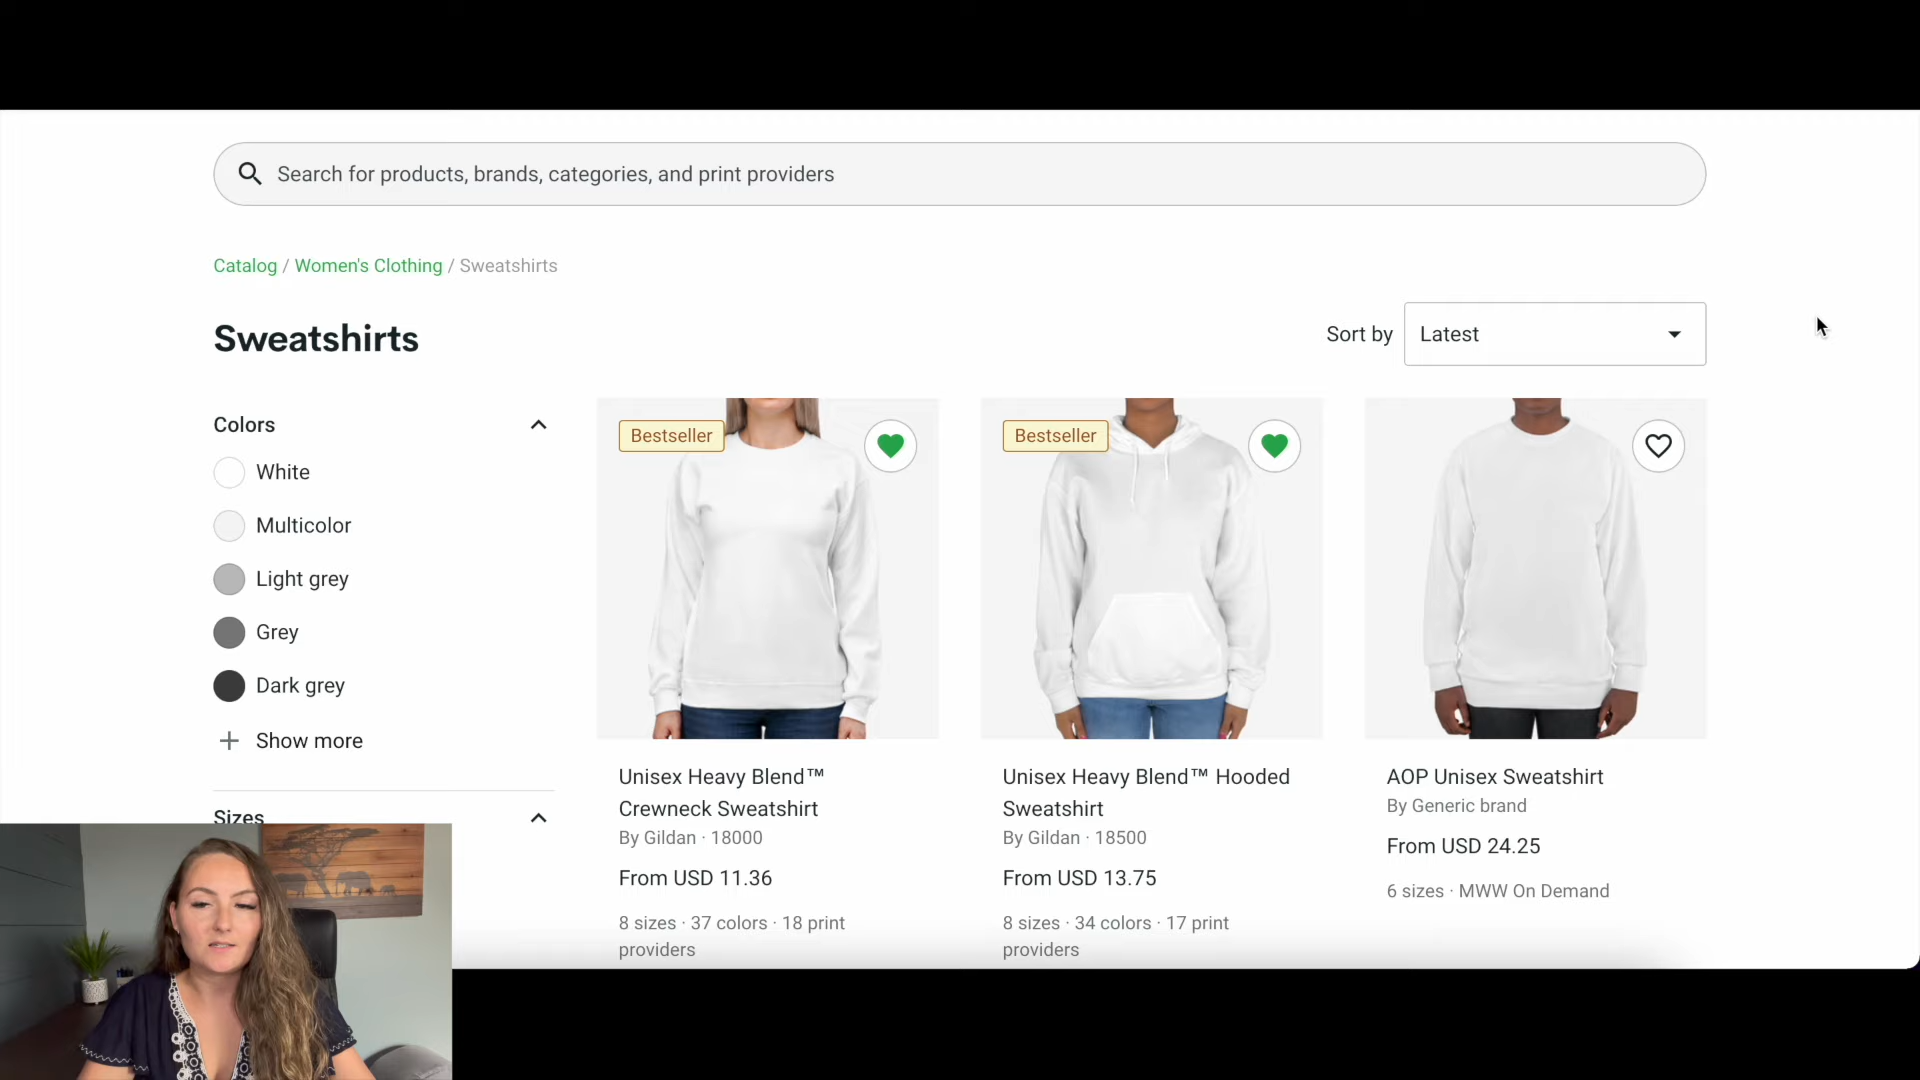 Search for products, brands, categories, and print providers
Catalog / Women's Clothing / Sweatshirts
Sweatshirts
Sort by
Latest
Colors
White
Multicolor
Light grey
Grey
Dark grey
Show more
Sizes
Bestseller
Unisex Heavy Blend™
Crewneck Sweatshirt
By Gildan · 18000
From USD 11.36
8 sizes · 37 colors · 18 print
providers
Bestseller
Unisex Heavy Blend™ Hooded
Sweatshirt
By Gildan · 18500
From USD 13.75
8 sizes · 34 colors · 17 print
providers
AOP Unisex Sweatshirt
By Generic brand
From USD 24.25
6 sizes · MWW On Demand